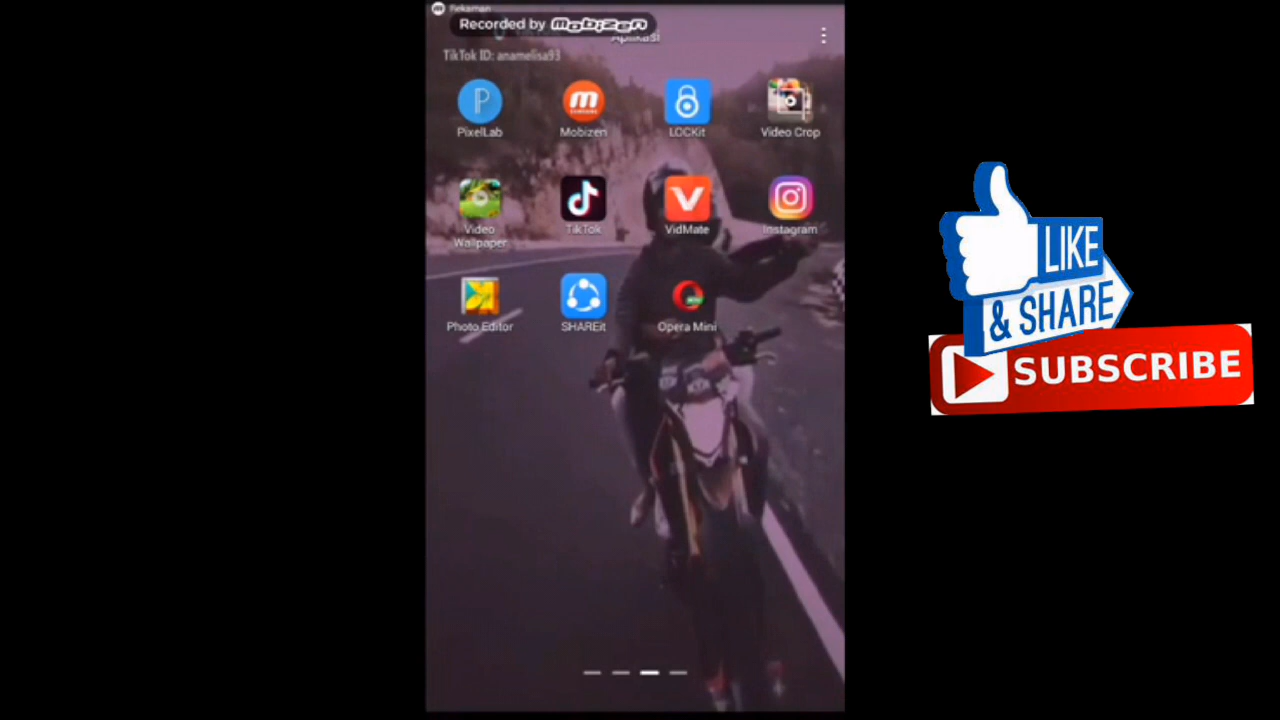 Rekaman
Recorded by Mobizen
Aplikasi
TikTok ID: anamelisa93
PixelLab
Mobizen
LOCKit
Video Crop
Video
Wallpaper
TikTok
VidMate
Instagram
Photo Editor
SHAREit
Opera Mini
LIKE
& SHARE
SUBSCRIBE